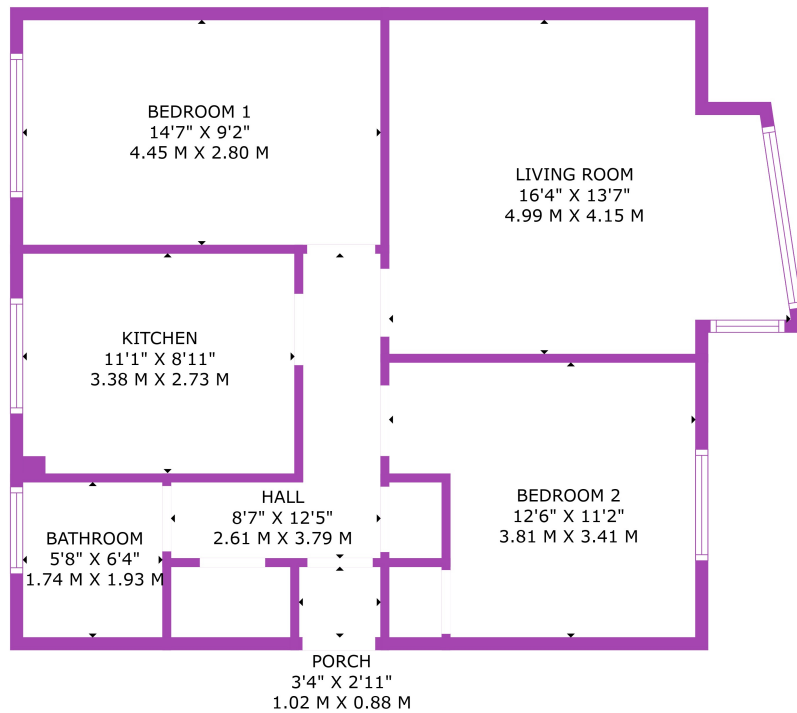 BEDROOM 1
14'7" X 9'2"
4.45 M X 2.80 M
LIVING ROOM
16'4" X 13'7"
4.99 M X 4.15 M
KITCHEN
11'1" X 8'11"
3.38 M X 2.73 M
HALL
8'7" X 12'5"
2.61 M X 3.79 M
BEDROOM 2
12'6" X 11'2"
3.81 M X 3.41 M
BATHROOM
5'8" X 6'4"
1.74 M X 1.93 M
PORCH
3'4" X 2'11"
1.02 M X 0.88 M